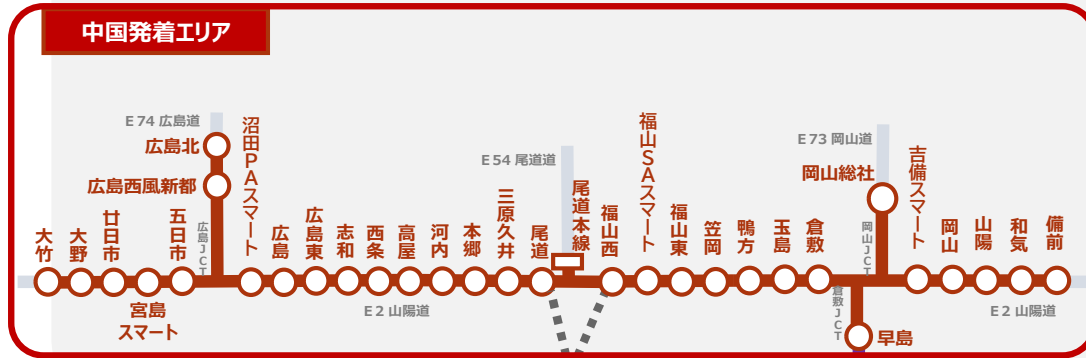 中国発着エリア
E74 広島道
広島北
広島西風新都
広島JCT
E54 尾道道
E73 岡山道
岡山総社
岡山JCT
大竹
大野
廿日市
宮島
スマート
五日市
沼田PAスマート
広島
広島東
志和
西条
高屋
河内
本郷
三原久井
尾道
尾道本線
福山西
福山SAスマート
福山東
笠岡
鴨方
玉島
倉敷
吉備スマート
岡山
山陽
和気
備前
E2 山陽道
倉敷JCT
早島
E2 山陽道